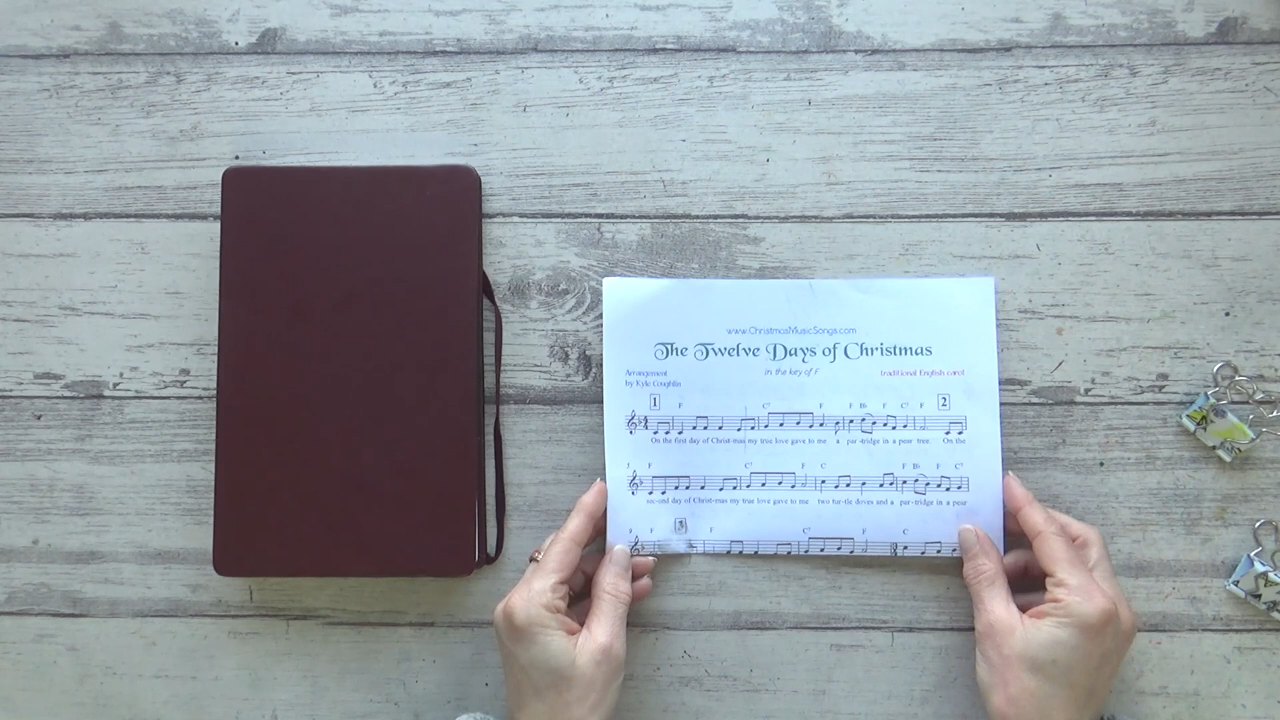 www.ChristmasMusicSongs.com
The Twelve Days of Christmas
in the key of F
Arrangement
by Kyle Coughlin
traditional English carol
1 F C7 F F Bb F C7 F 2
On the first day of Christ-mas my true love gave to me a par-tridge in a pear tree. On the
5 F C7 F C F Bb F C7
sec-ond day of Christ-mas my true love gave to me two tur-tle doves and a par-tridge in a pear
F 3 F C7 F C